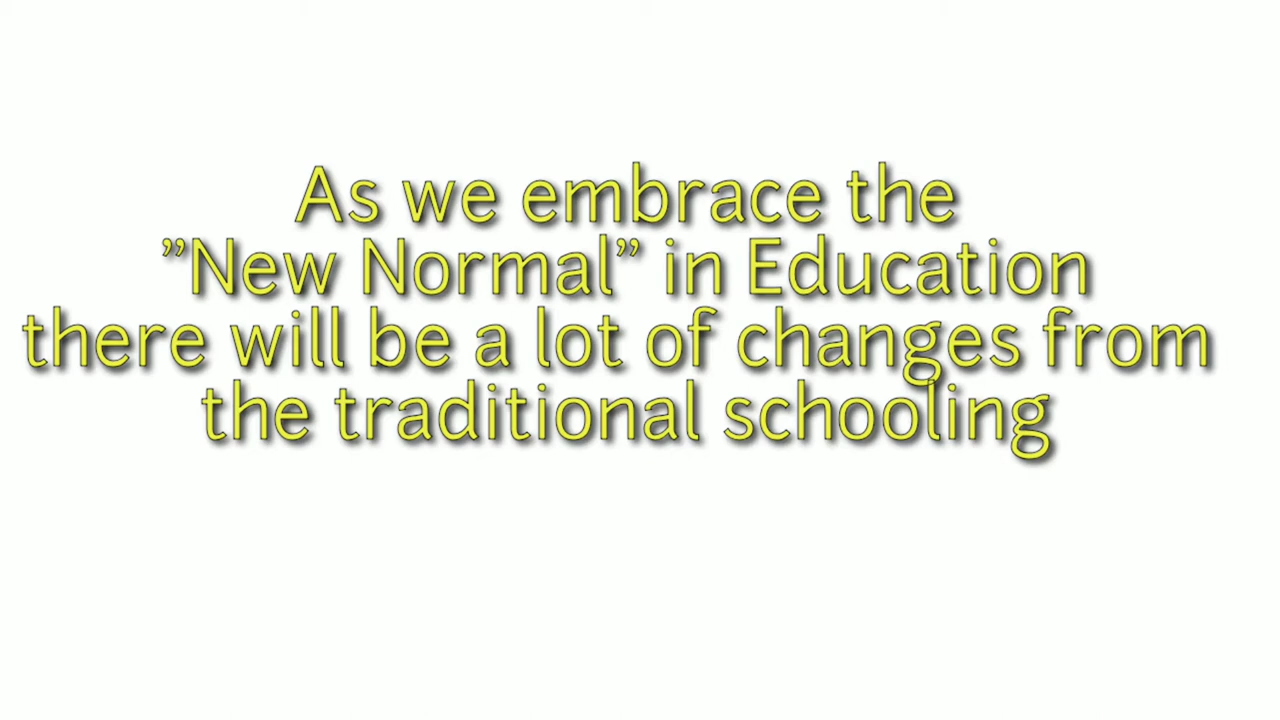 As we embrace the
”New Normal” in Education
there will be a lot of changes from
the traditional schooling